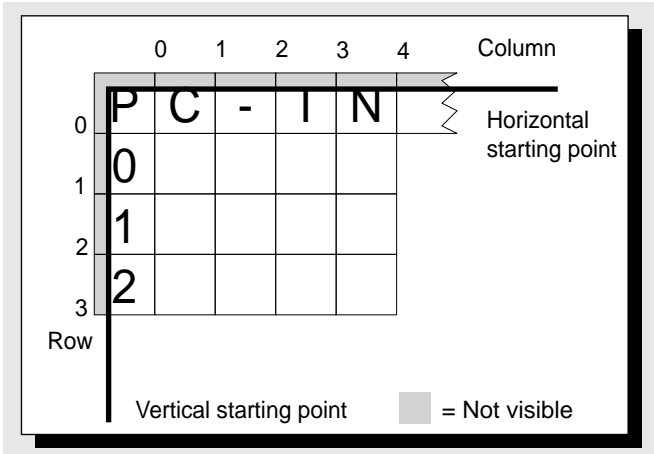 0 1 2 3 4 Column
0 P C - I N
Horizontal
starting point
1 0
2 1
3 2
Row
Vertical starting point = Not visible